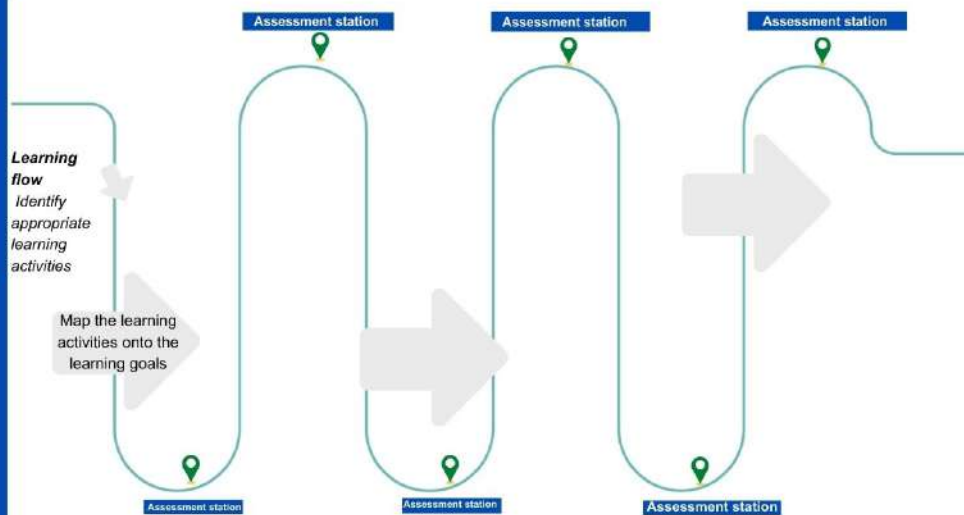 Assessment station
Assessment station
Assessment station
Learning
flow
Identify
appropriate
learning
activities
Map the learning
activities onto the
learning goals
Assessment station
Assessment station
Assessment station